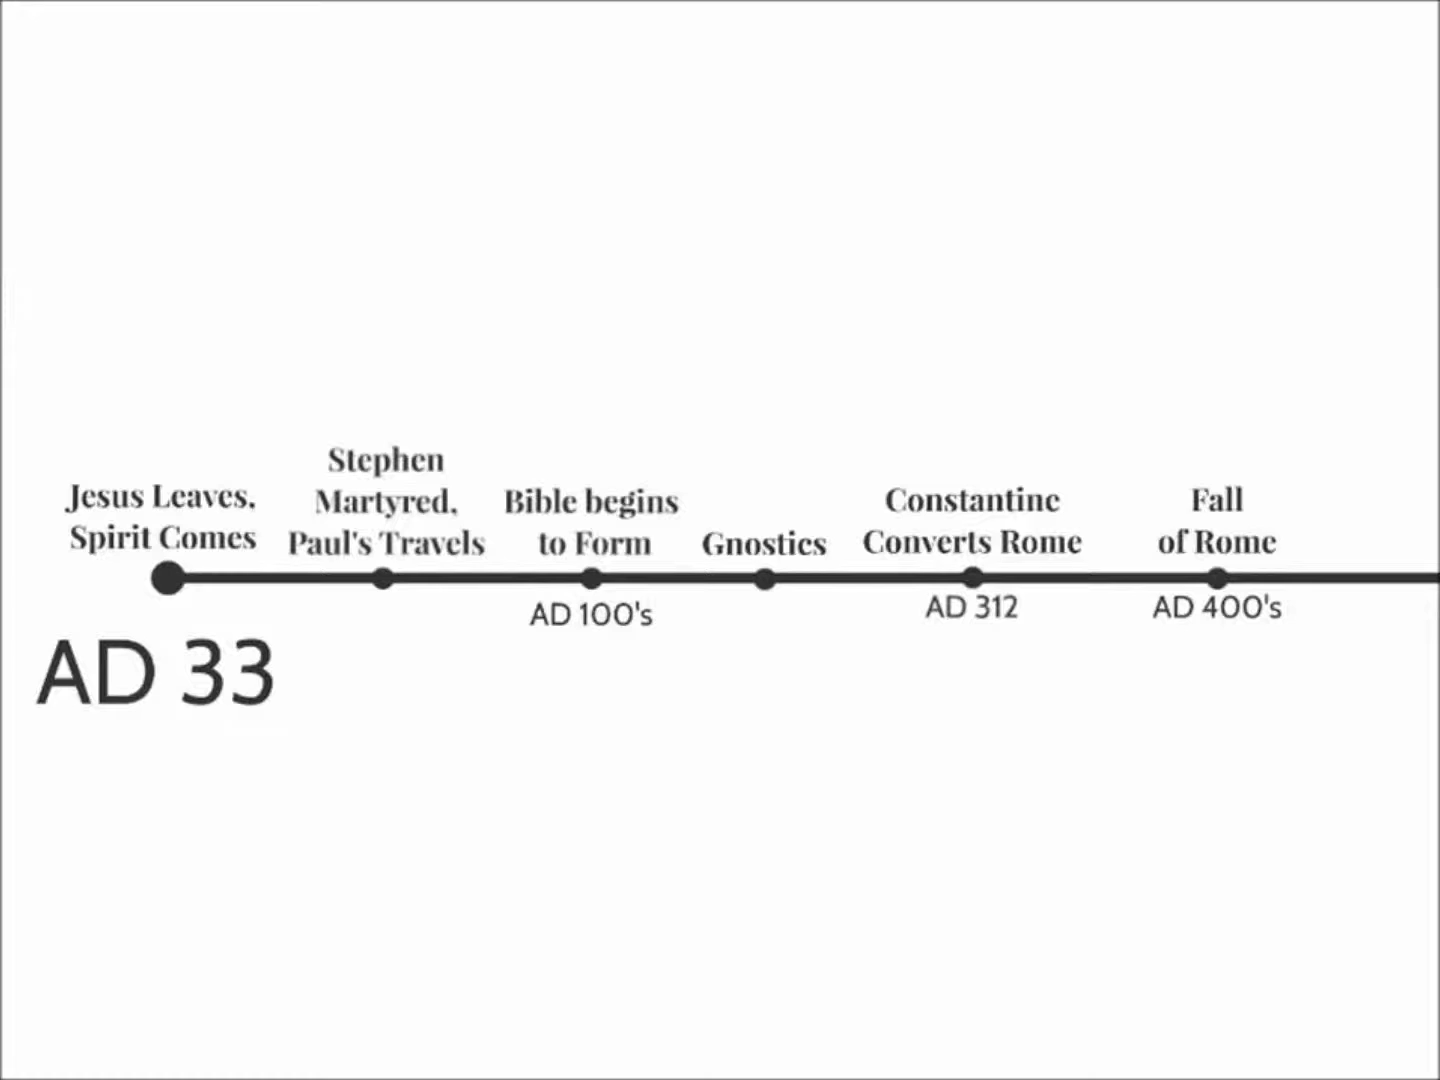 Jesus Leaves,
Spirit Comes
AD 33
Stephen
Martyred,
Paul's Travels
Bible begins
to Form
AD 100's
Gnostics
Constantine
Converts Rome
AD 312
Fall
of Rome
AD 400's